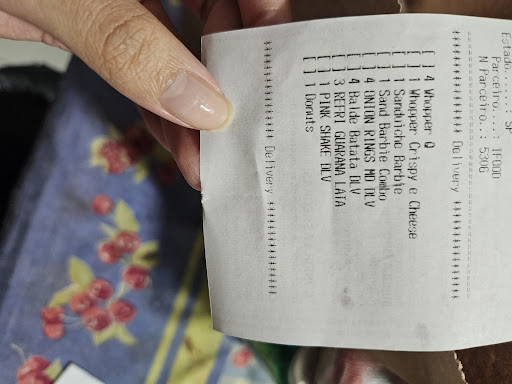 Estado.....: SP
Parceiro...: IFOOD
N Parceiro..: 5306
Delivery
[ ] 4 Whopper Q
[ ] 1 Whopper Crispy e Cheese
[ ] 1 Sanduiche Barbie
[ ] 1 Sand Barbie Combo
[ ] 4 ONION RINGS MD DLV
[ ] 4 Balde Batata DLV
[ ] 3 REFRI GUARANA LATA
[ ] 1 PINK SHAKE DLV
[ ] 1 Donuts
Delivery